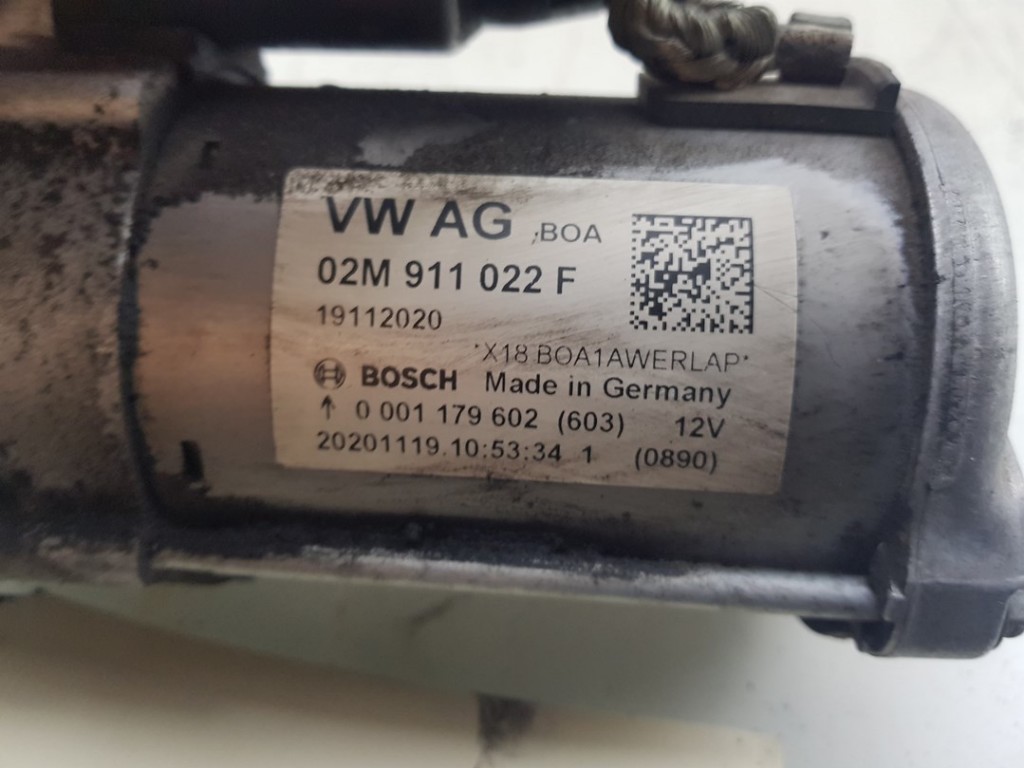 VW AG ;BOA
02M 911 022 F
19112020
*X18 BOA1AWERLAP*
BOSCH Made in Germany
↑ 0 001 179 602 (603) 12V
20201119.10:53:34 1 (0890)